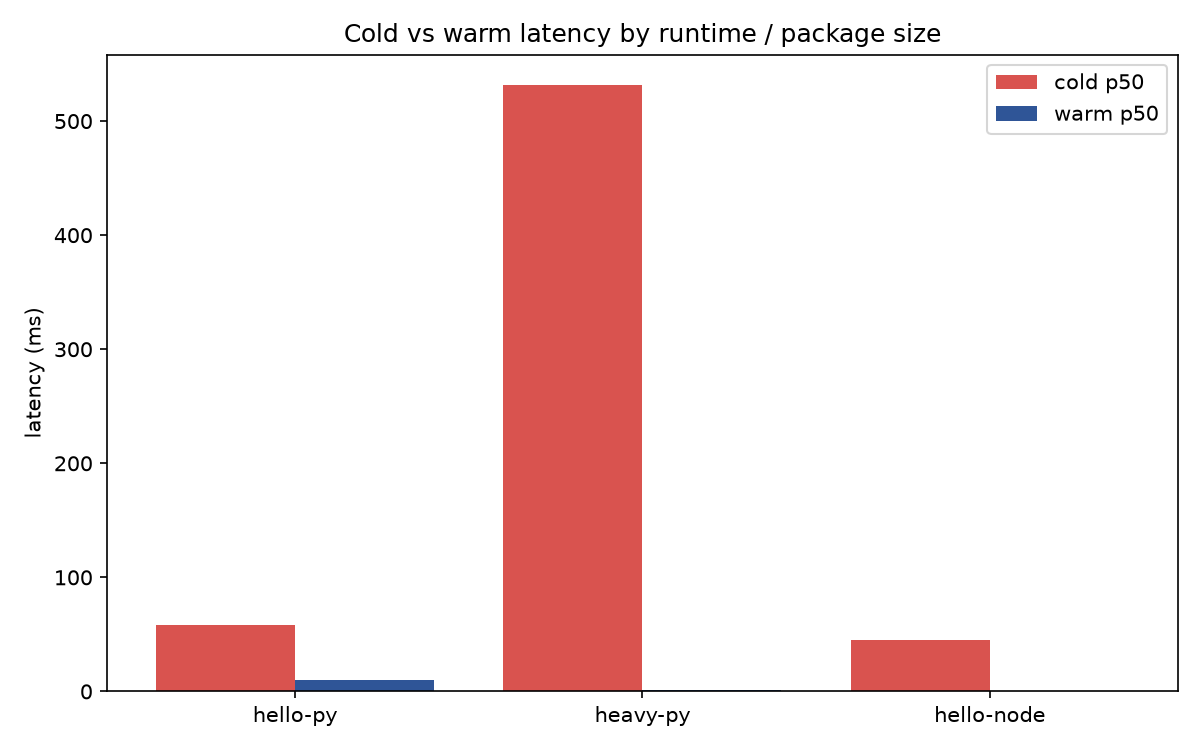 Cold vs warm latency by runtime / package size
cold p50
warm p50
latency (ms)
500
400
300
200
100
0
hello-py
heavy-py
hello-node